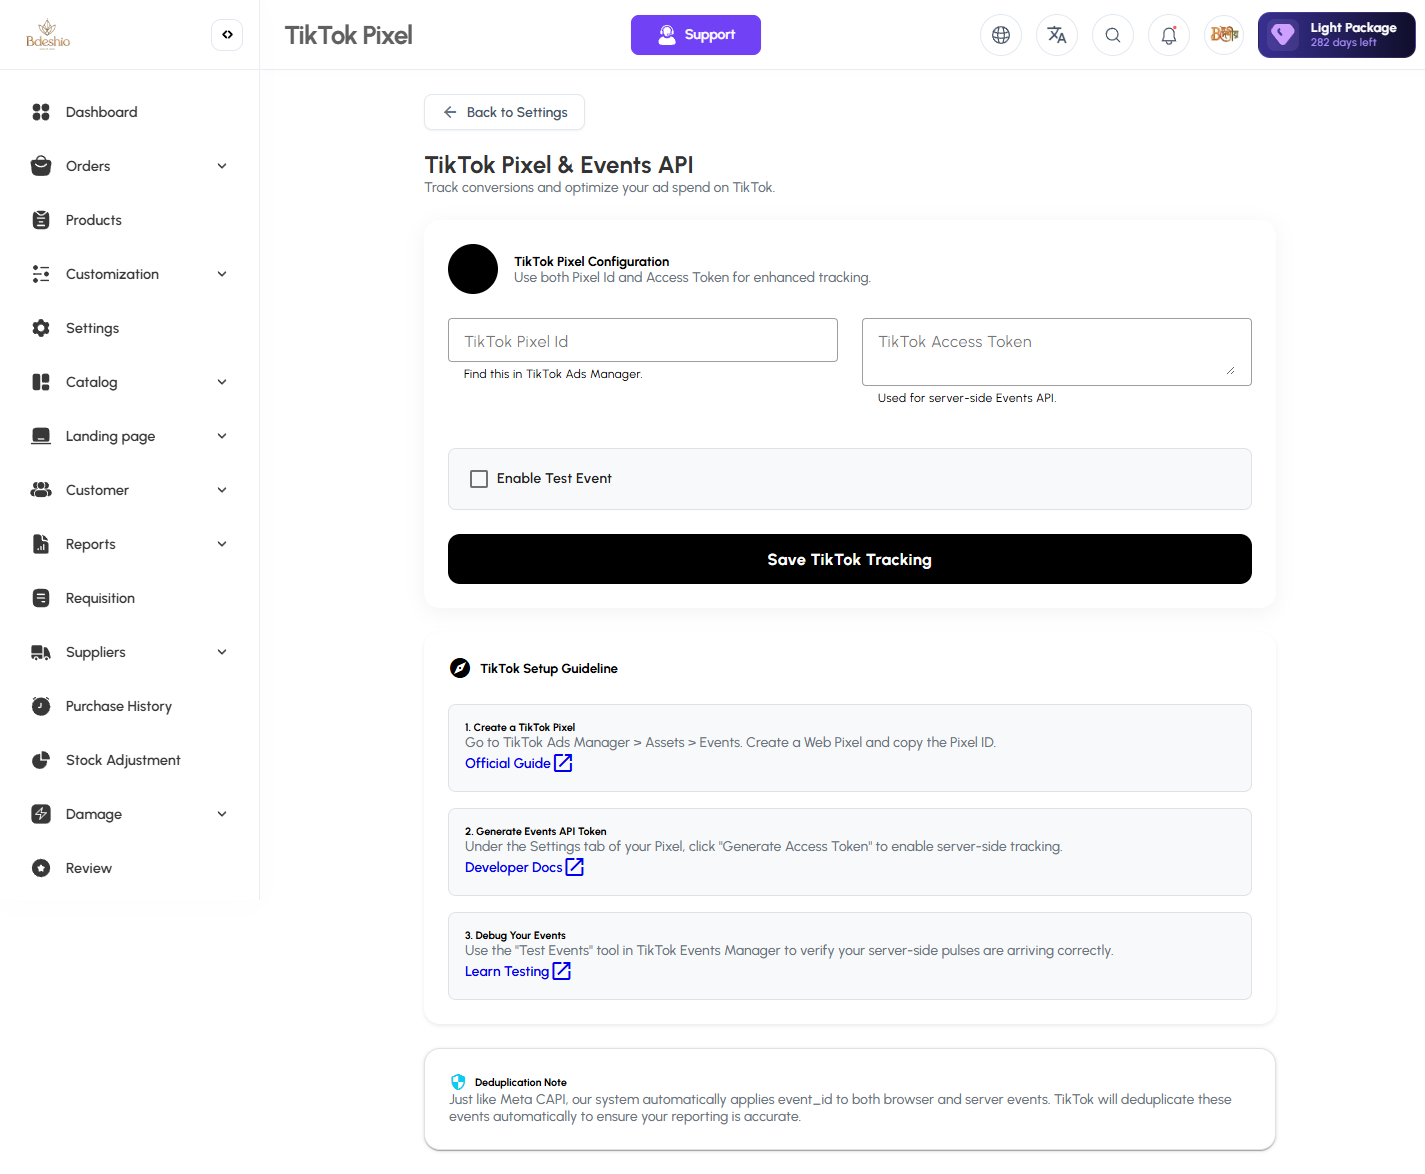 Bdeshio
TikTok Pixel
Support
Light Package
282 days left
Dashboard
Orders
Products
Customization
Settings
Catalog
Landing page
Customer
Reports
Requisition
Suppliers
Purchase History
Stock Adjustment
Damage
Review
Back to Settings
TikTok Pixel & Events API
Track conversions and optimize your ad spend on TikTok.
TikTok Pixel Configuration
Use both Pixel Id and Access Token for enhanced tracking.
TikTok Pixel Id
Find this in TikTok Ads Manager.
TikTok Access Token
Used for server-side Events API.
Enable Test Event
Save TikTok Tracking
TikTok Setup Guideline
1. Create a TikTok Pixel
Go to TikTok Ads Manager > Assets > Events. Create a Web Pixel and copy the Pixel ID.
Official Guide
2. Generate Events API Token
Under the Settings tab of your Pixel, click "Generate Access Token" to enable server-side tracking.
Developer Docs
3. Debug Your Events
Use the "Test Events" tool in TikTok Events Manager to verify your server-side pulses are arriving correctly.
Learn Testing
Deduplication Note
Just like Meta CAPI, our system automatically applies event_id to both browser and server events. TikTok will deduplicate these
events automatically to ensure your reporting is accurate.